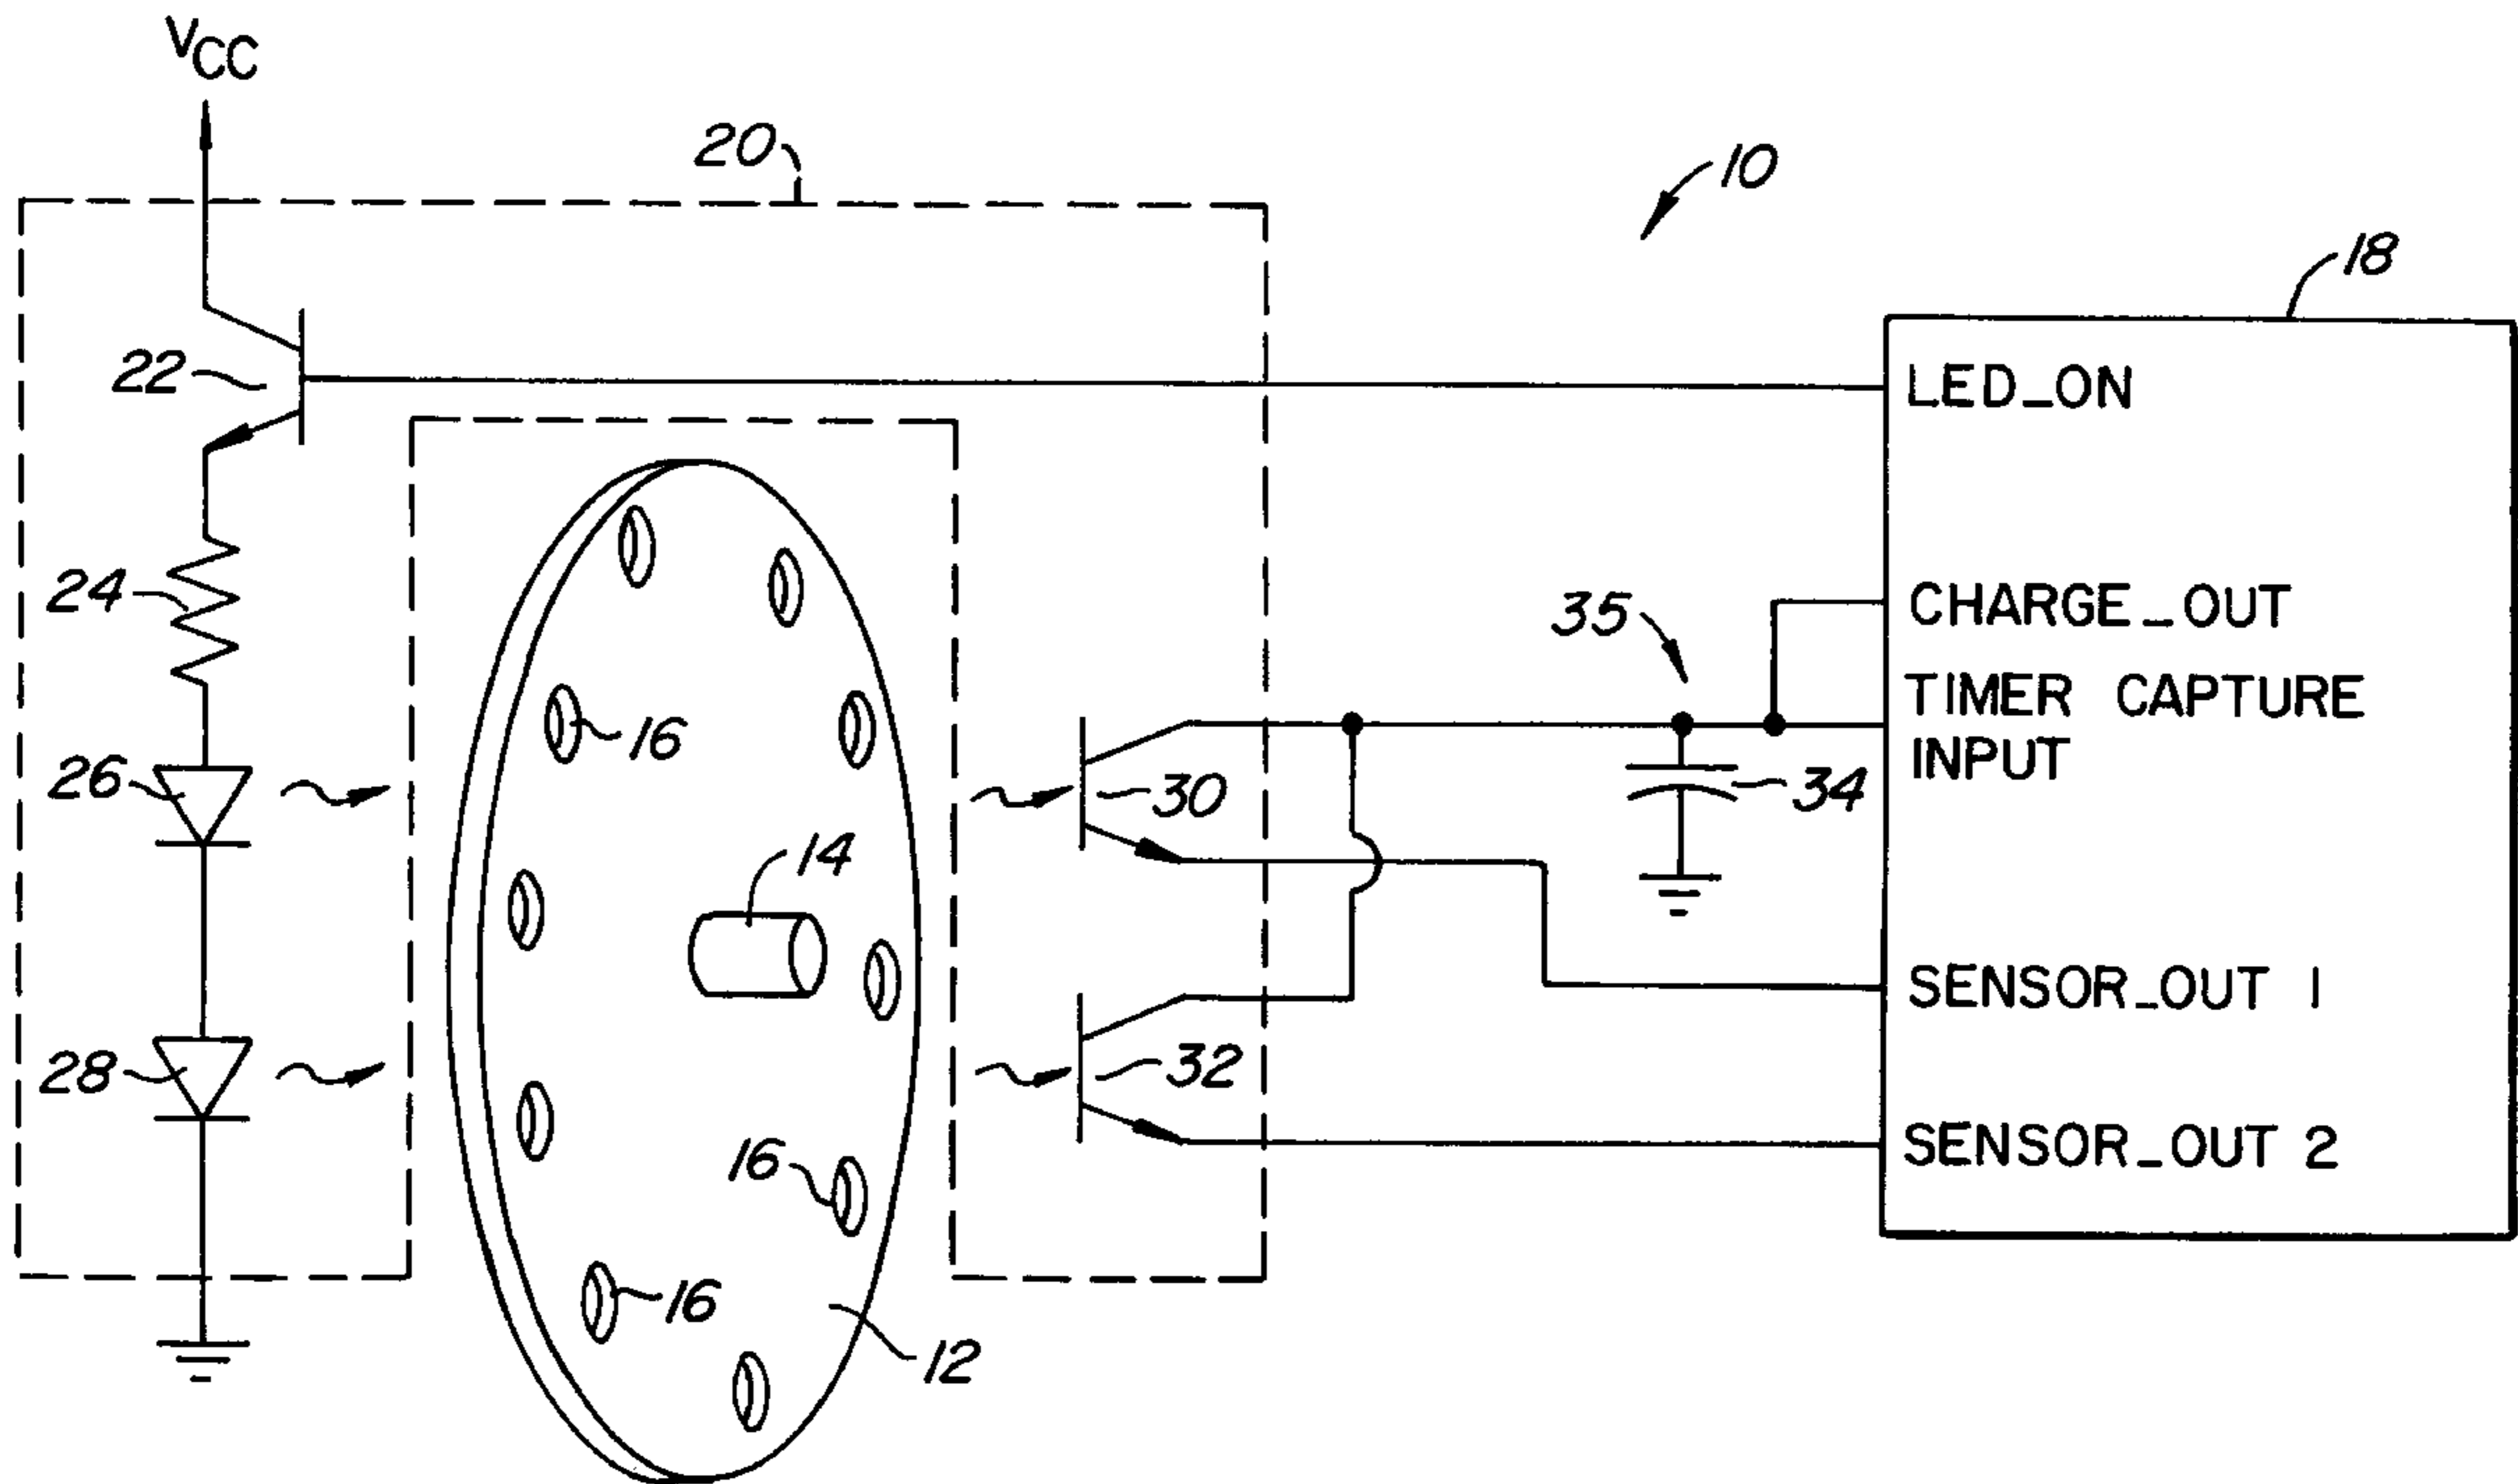 VCC
20
10
18
22
LED_ON
24
CHARGE_OUT
35
16
TIMER CAPTURE
INPUT
26
30
34
14
SENSOR_OUT 1
28
32
16
SENSOR_OUT 2
16
12